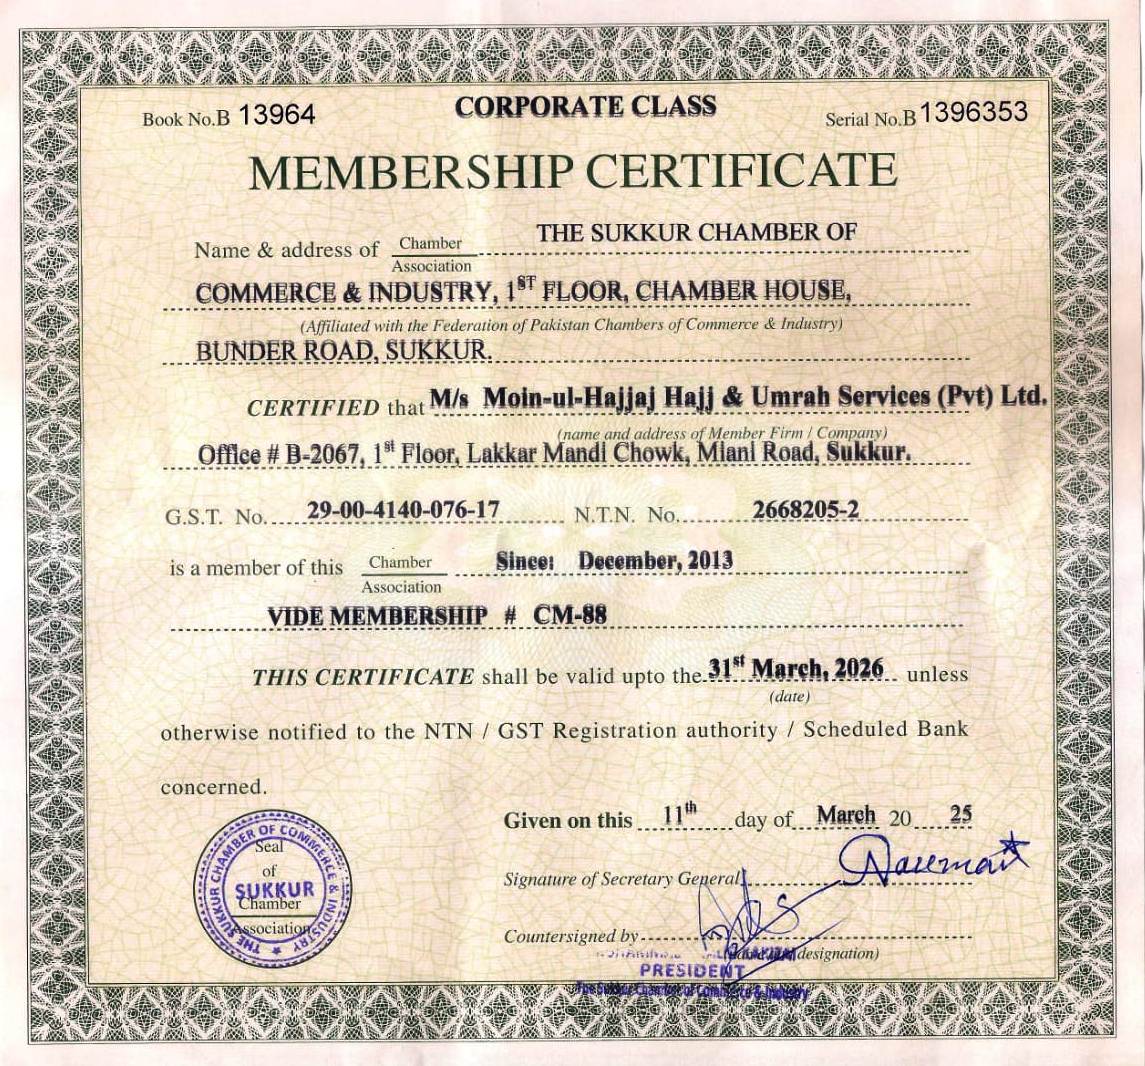 CORPORATE CLASS
Book No.B 13964
Serial No.B 1396353
MEMBERSHIP CERTIFICATE
Name & address of Chamber THE SUKKUR CHAMBER OF
Association
COMMERCE & INDUSTRY, 1ST FLOOR, CHAMBER HOUSE,
(Affiliated with the Federation of Pakistan Chambers of Commerce & Industry)
BUNDER ROAD, SUKKUR.
CERTIFIED that M/s Moin-ul-Hajjaj Hajj & Umrah Services (Pvt) Ltd.
(name and address of Member Firm / Company)
Office # B-2067, 1st Floor, Lakkar Mandi Chowk, Miani Road, Sukkur.
G.S.T. No. 29-00-4140-076-17 N.T.N. No. 2668205-2
is a member of this Chamber Since: December, 2013
Association
VIDE MEMBERSHIP # CM-88
THIS CERTIFICATE shall be valid upto the 31st March, 2026 unless
(date)
otherwise notified to the NTN / GST Registration authority / Scheduled Bank
concerned.
Given on this 11th day of March 20 25
Signature of Secretary General
Countersigned by
designation)
PRESIDENT
The Sukkur Chamber of Commerce & Industry
THE SUKKUR CHAMBER OF COMMERCE & INDUSTRY
Seal
of
SUKKUR
Chamber
Association